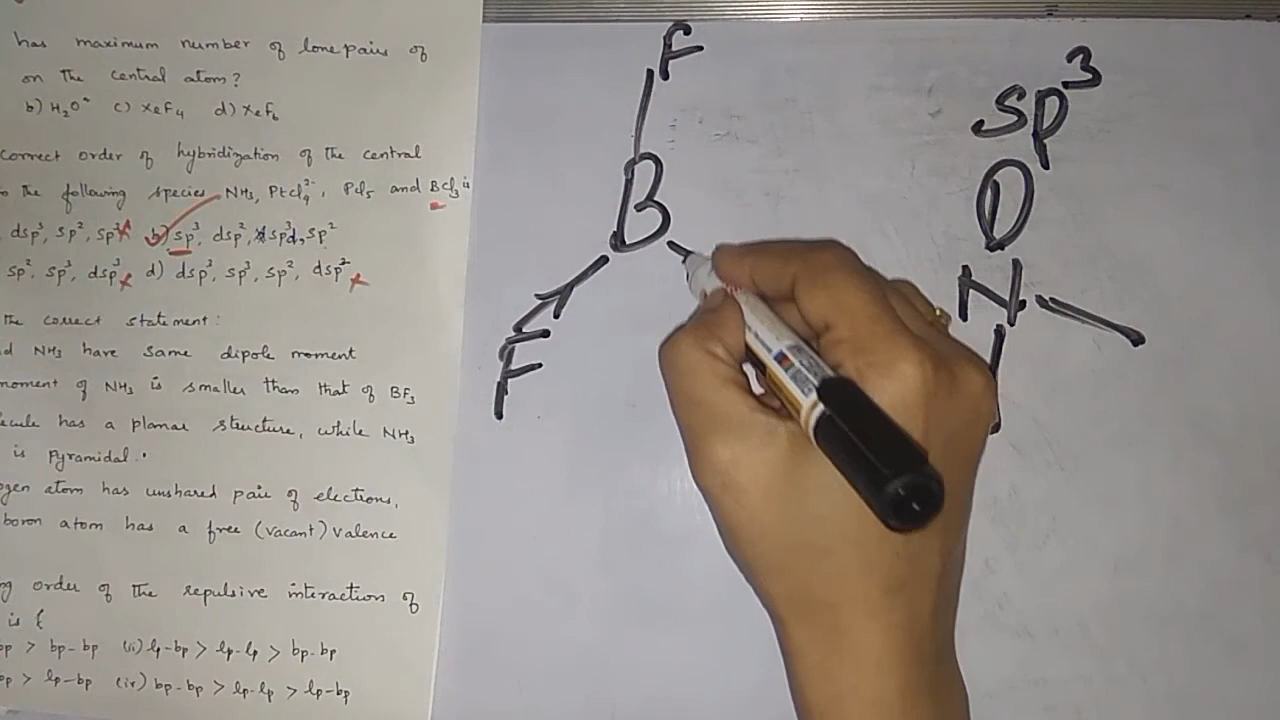 has maximum number of lone pairs of
on the central atom?
b) H₂O c) XeF₄ d) XeF₆
correct order of hybridization of the central
the following species NH₃, PtCl₄²⁻, PCl₅ and BCl₃ is
dsp³, sp², sp³ b) sp³, dsp², sp³d, sp²
sp², sp³, dsp³ d) dsp², sp³, sp², dsp²
the correct statement:
NH₃ have same dipole moment
moment of NH₃ is smaller than that of BF₃
has a planar structure, while NH₃
is Pyramidal.
atom has unshared pair of elections,
boron atom has a free (vacant) valence
order of the repulsive interaction of
is {
bp > bp-bp (ii) lp-bp > lp-lp > bp-bp
bp > lp-bp (iv) bp-bp > lp-lp > lp-bp
F
B
F
sp³
N